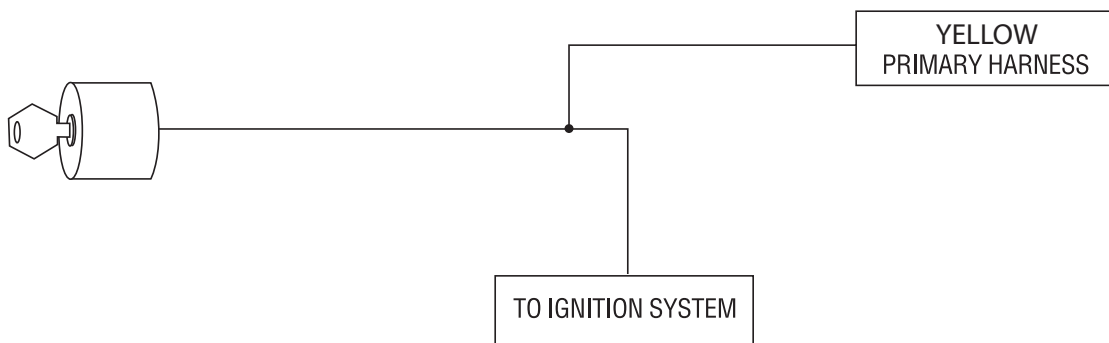 YELLOW
PRIMARY HARNESS
TO IGNITION SYSTEM